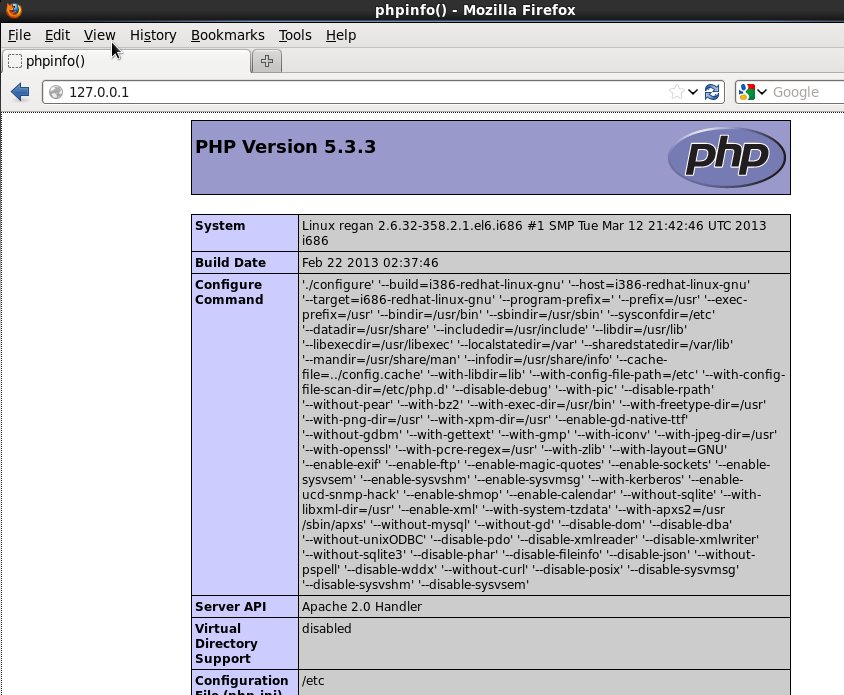 phpinfo() - Mozilla Firefox
File Edit View History Bookmarks Tools Help
phpinfo()
127.0.0.1
Google
PHP Version 5.3.3
php
System
Linux regan 2.6.32-358.2.1.el6.i686 #1 SMP Tue Mar 12 21:42:46 UTC 2013
i686
Build Date
Feb 22 2013 02:37:46
Configure
Command
'./configure' '--build=i386-redhat-linux-gnu' '--host=i386-redhat-linux-gnu'
'--target=i686-redhat-linux-gnu' '--program-prefix=' '--prefix=/usr' '--exec-
prefix=/usr' '--bindir=/usr/bin' '--sbindir=/usr/sbin' '--sysconfdir=/etc'
'--datadir=/usr/share' '--includedir=/usr/include' '--libdir=/usr/lib'
'--libexecdir=/usr/libexec' '--localstatedir=/var' '--sharedstatedir=/var/lib'
'--mandir=/usr/share/man' '--infodir=/usr/share/info' '--cache-
file=../config.cache' '--with-libdir=lib' '--with-config-file-path=/etc' '--with-config-
file-scan-dir=/etc/php.d' '--disable-debug' '--with-pic' '--disable-rpath'
'--without-pear' '--with-bz2' '--with-exec-dir=/usr/bin' '--with-freetype-dir=/usr'
'--with-png-dir=/usr' '--with-xpm-dir=/usr' '--enable-gd-native-ttf'
'--without-gdbm' '--with-gettext' '--with-gmp' '--with-iconv' '--with-jpeg-dir=/usr'
'--with-openssl' '--with-pcre-regex=/usr' '--with-zlib' '--with-layout=GNU'
'--enable-exif' '--enable-ftp' '--enable-magic-quotes' '--enable-sockets' '--enable-
sysvsem' '--enable-sysvshm' '--enable-sysvmsg' '--with-kerberos' '--enable-
ucd-snmp-hack' '--enable-shmop' '--enable-calendar' '--without-sqlite' '--with-
libxml-dir=/usr' '--enable-xml' '--with-system-tzdata' '--with-apxs2=/usr
/sbin/apxs' '--without-mysql' '--without-gd' '--disable-dom' '--disable-dba'
'--without-unixODBC' '--disable-pdo' '--disable-xmlreader' '--disable-xmlwriter'
'--without-sqlite3' '--disable-phar' '--disable-fileinfo' '--disable-json' '--without-
pspell' '--disable-wddx' '--without-curl' '--disable-posix' '--disable-sysvmsg'
'--disable-sysvshm' '--disable-sysvsem'
Server API
Apache 2.0 Handler
Virtual
Directory
Support
disabled
Configuration
File (php.ini)
/etc